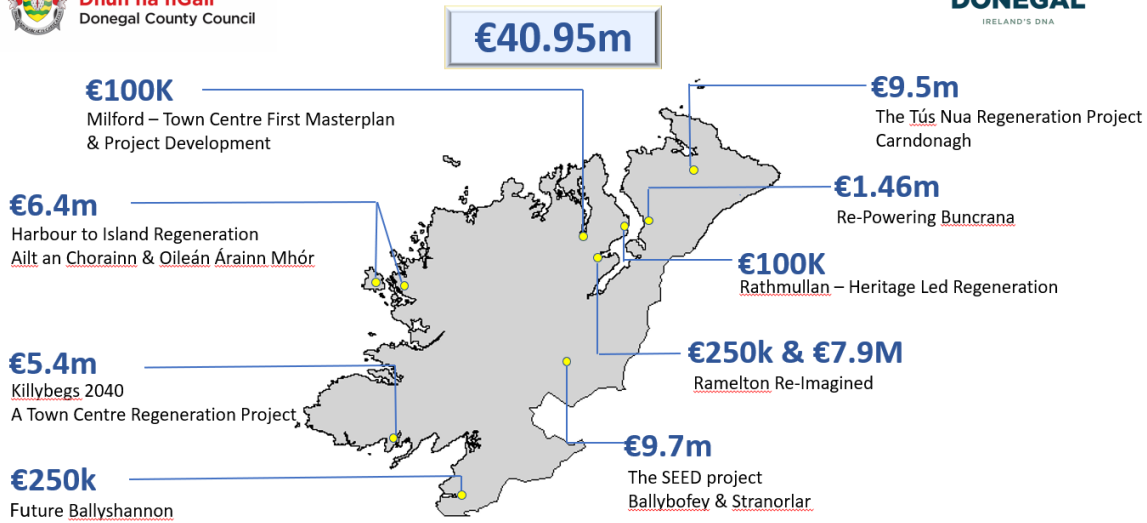 Dhún na nGall
Donegal County Council
DONEGAL
IRELAND'S DNA
€40.95m
€100K
Milford – Town Centre First Masterplan
& Project Development
€9.5m
The Tús Nua Regeneration Project
Carndonagh
€6.4m
Harbour to Island Regeneration
Ailt an Chorainn & Oileán Árainn Mhór
€1.46m
Re-Powering Buncrana
€100K
Rathmullan – Heritage Led Regeneration
€5.4m
Killybegs 2040
A Town Centre Regeneration Project
€250k & €7.9M
Ramelton Re-Imagined
€250k
Future Ballyshannon
€9.7m
The SEED project
Ballybofey & Stranorlar